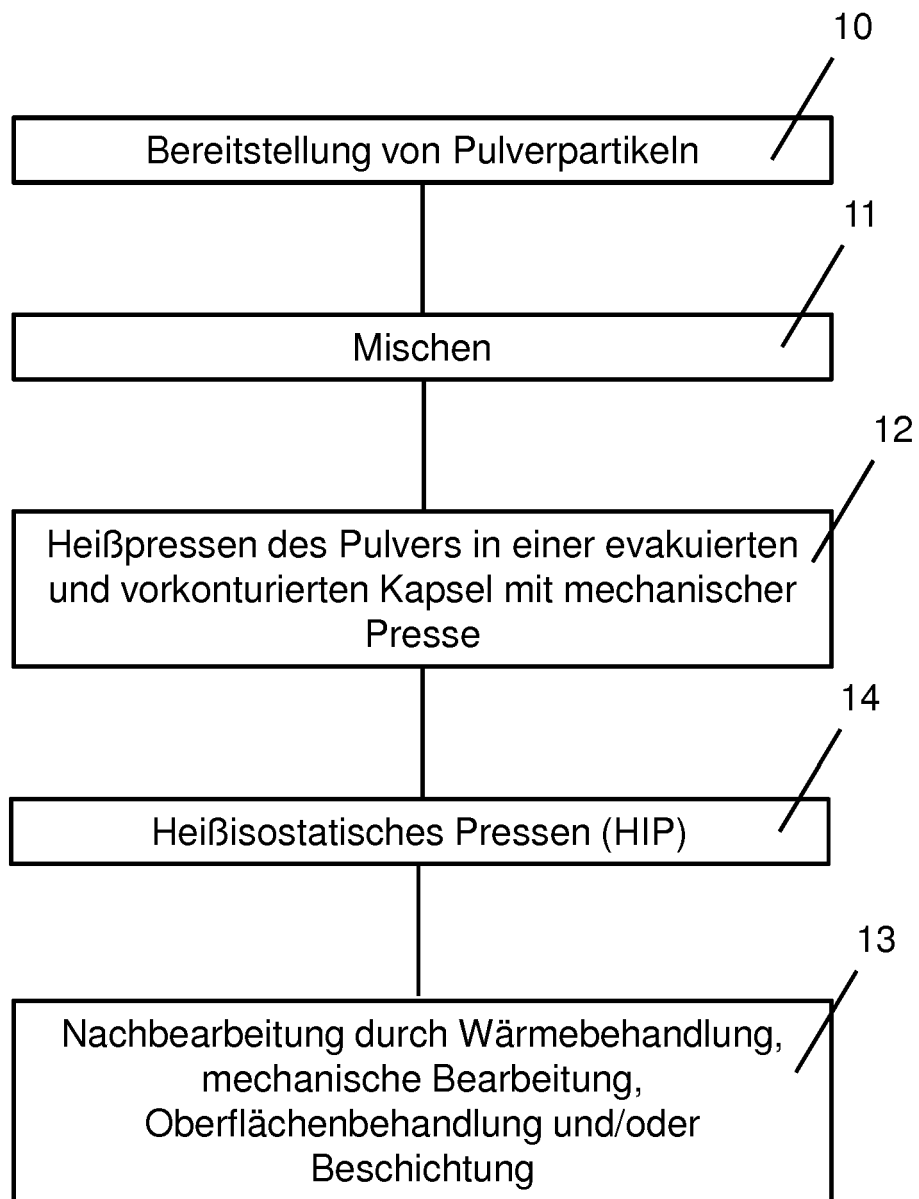 10
Bereitstellung von Pulverpartikeln
11
Mischen
12
Heißpressen des Pulvers in einer evakuierten
und vorkonturierten Kapsel mit mechanischer
Presse
14
Heißisostatisches Pressen (HIP)
13
Nachbearbeitung durch Wärmebehandlung,
mechanische Bearbeitung,
Oberflächenbehandlung und/oder
Beschichtung